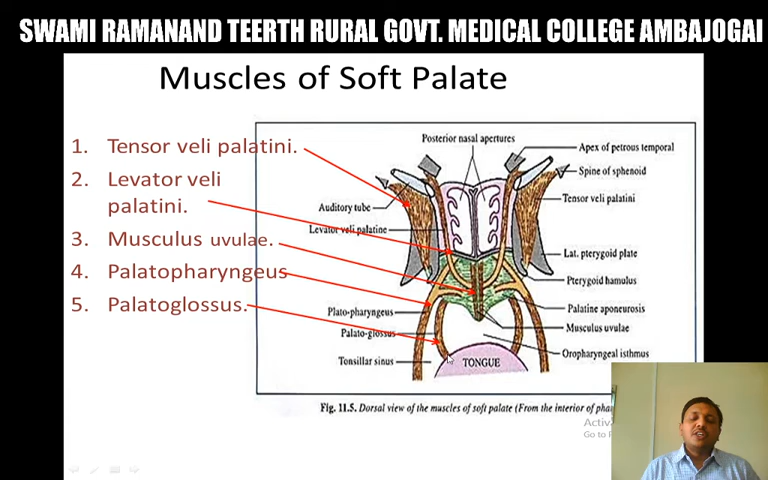 SWAMI RAMANAND TEERTH RURAL GOVT. MEDICAL COLLEGE AMBAJOGAI
Muscles of Soft Palate
1. Tensor veli palatini.
2. Levator veli
palatini.
3. Musculus uvulae.
4. Palatopharyngeus
5. Palatoglossus.
Posterior nasal apertures
Auditory tube
Levator veli palatine
Plato-pharyngeus
Palato-glossus
Tonsillar sinus
Apex of petrous temporal
Spine of sphenoid
Tensor veli palatini
Lat. pterygoid plate
Pterygoid hamulus
Palatine aponeurosis
Musculus uvulae
Oropharyngeal isthmus
TONGUE
Fig. 11.5. Dorsal view of the muscles of soft palate (From the interior of